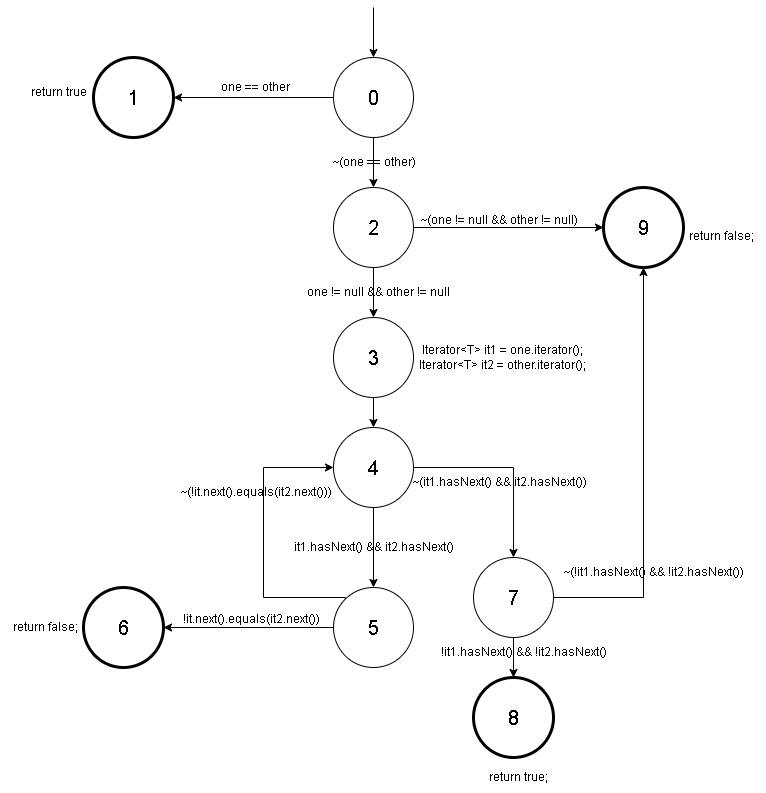 return true
1
one == other
0
~(one == other)
2
~(one != null && other != null)
9
return false;
one != null && other != null
3
Iterator<T> it1 = one.iterator();
Iterator<T> it2 = other.iterator();
4
~(!it.next().equals(it2.next()))
~(it1.hasNext() && it2.hasNext())
it1.hasNext() && it2.hasNext()
~(!it1.hasNext() && !it2.hasNext())
7
return false;
6
!it.next().equals(it2.next())
5
!it1.hasNext() && !it2.hasNext()
8
return true;